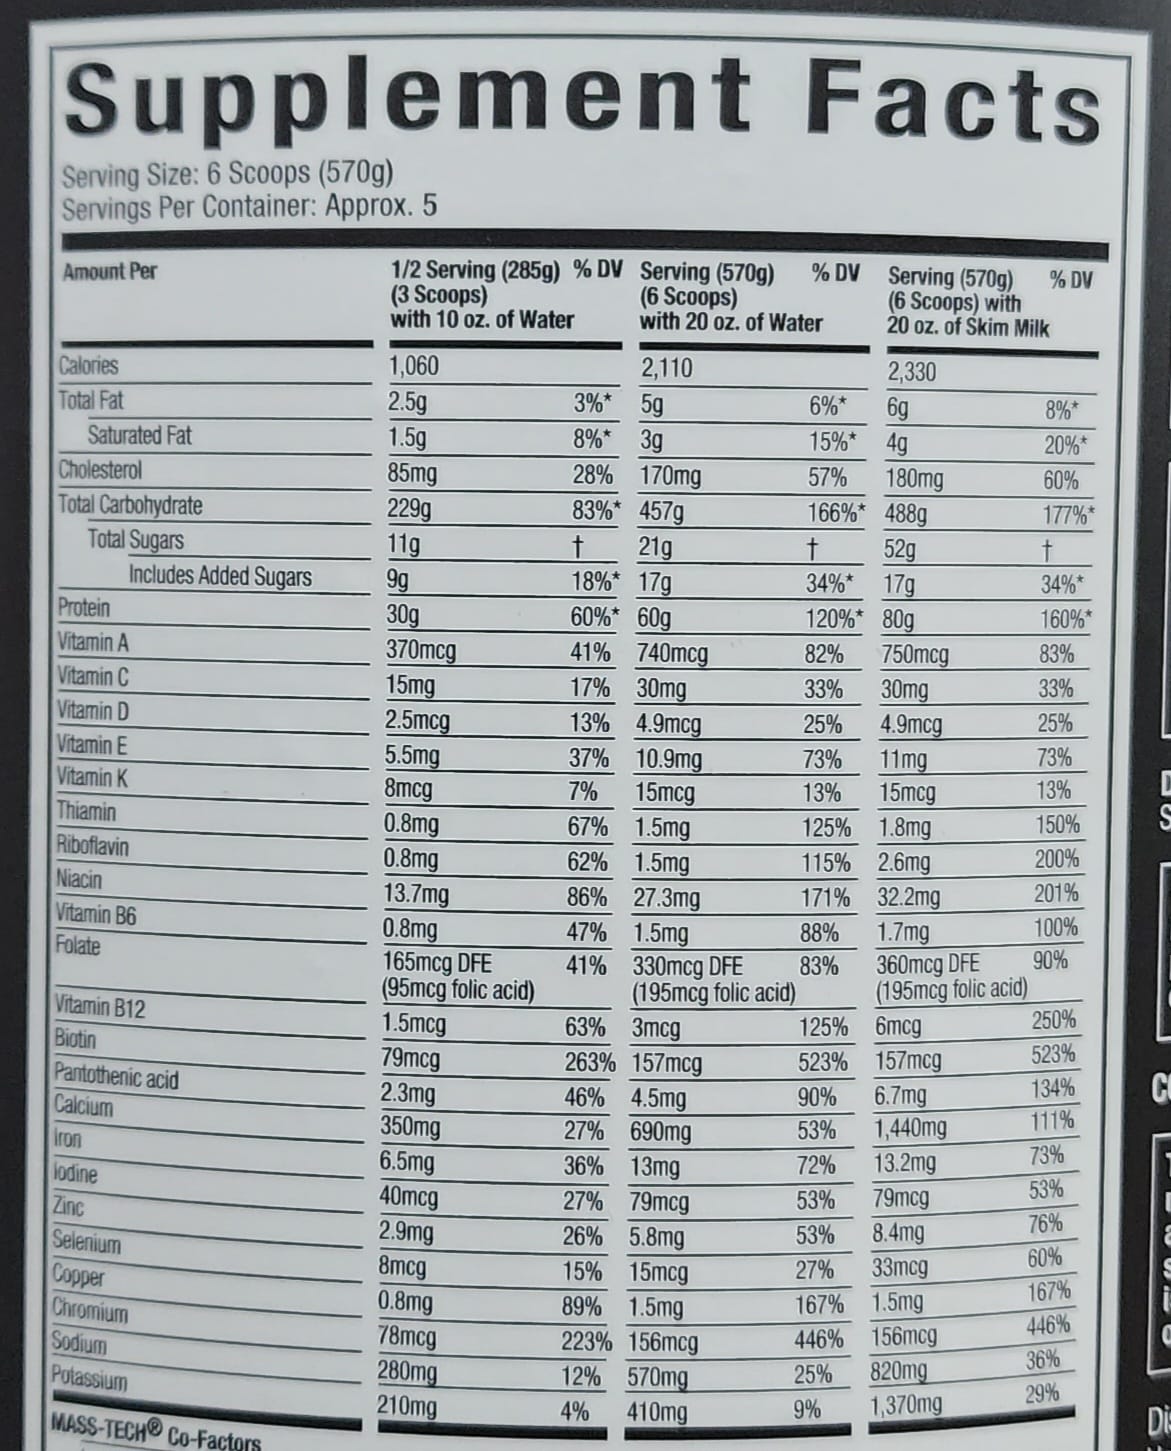 Supplement Facts
Serving Size: 6 Scoops (570g)
Servings Per Container: Approx. 5
Amount Per 1/2 Serving (285g) % DV Serving (570g) % DV Serving (570g) % DV
(3 Scoops) (6 Scoops) (6 Scoops) with
with 10 oz. of Water with 20 oz. of Water 20 oz. of Skim Milk
Calories 1,060 2,110 2,330
Total Fat 2.5g 3%* 5g 6%* 6g 8%*
Saturated Fat 1.5g 8%* 3g 15%* 4g 20%*
Cholesterol 85mg 28% 170mg 57% 180mg 60%
Total Carbohydrate 229g 83%* 457g 166%* 488g 177%*
Total Sugars 11g † 21g † 52g †
Includes Added Sugars 9g 18%* 17g 34%* 17g 34%*
Protein 30g 60%* 60g 120%* 80g 160%*
Vitamin A 370mcg 41% 740mcg 82% 750mcg 83%
Vitamin C 15mg 17% 30mg 33% 30mg 33%
Vitamin D 2.5mcg 13% 4.9mcg 25% 4.9mcg 25%
Vitamin E 5.5mg 37% 10.9mg 73% 11mg 73%
Vitamin K 8mcg 7% 15mcg 13% 15mcg 13%
Thiamin 0.8mg 67% 1.5mg 125% 1.8mg 150%
Riboflavin 0.8mg 62% 1.5mg 115% 2.6mg 200%
Niacin 13.7mg 86% 27.3mg 171% 32.2mg 201%
Vitamin B6 0.8mg 47% 1.5mg 88% 1.7mg 100%
Folate 165mcg DFE 41% 330mcg DFE 83% 360mcg DFE 90%
(95mcg folic acid) (195mcg folic acid) (195mcg folic acid)
Vitamin B12 1.5mcg 63% 3mcg 125% 6mcg 250%
Biotin 79mcg 263% 157mcg 523% 157mcg 523%
Pantothenic acid 2.3mg 46% 4.5mg 90% 6.7mg 134%
Calcium 350mg 27% 690mg 53% 1,440mg 111%
Iron 6.5mg 36% 13mg 72% 13.2mg 73%
Iodine 40mcg 27% 79mcg 53% 79mcg 53%
Zinc 2.9mg 26% 5.8mg 53% 8.4mg 76%
Selenium 8mcg 15% 15mcg 27% 33mcg 60%
Copper 0.8mg 89% 1.5mg 167% 1.5mg 167%
Chromium 78mcg 223% 156mcg 446% 156mcg 446%
Sodium 280mg 12% 570mg 25% 820mg 36%
Potassium 210mg 4% 410mg 9% 1,370mg 29%
MASS-TECH® Co-Factors